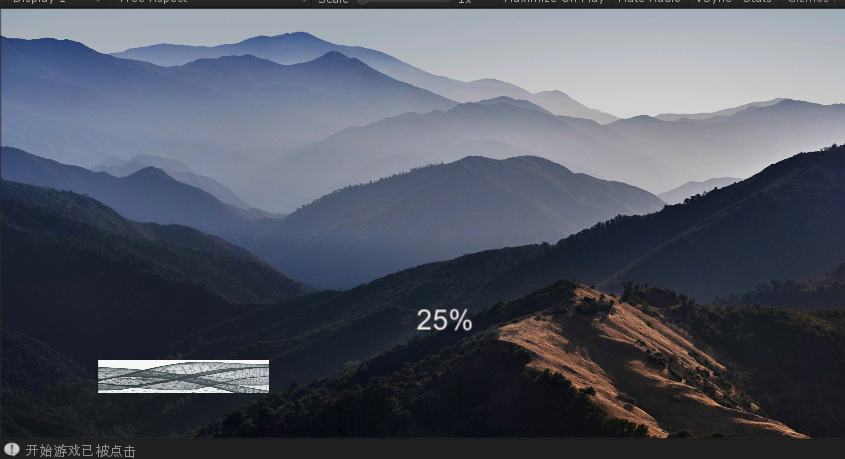 Display 1 Free Aspect Scale 1x Maximize On Play Mute Audio VSync Stats Gizmos
25%
开始游戏已被点击